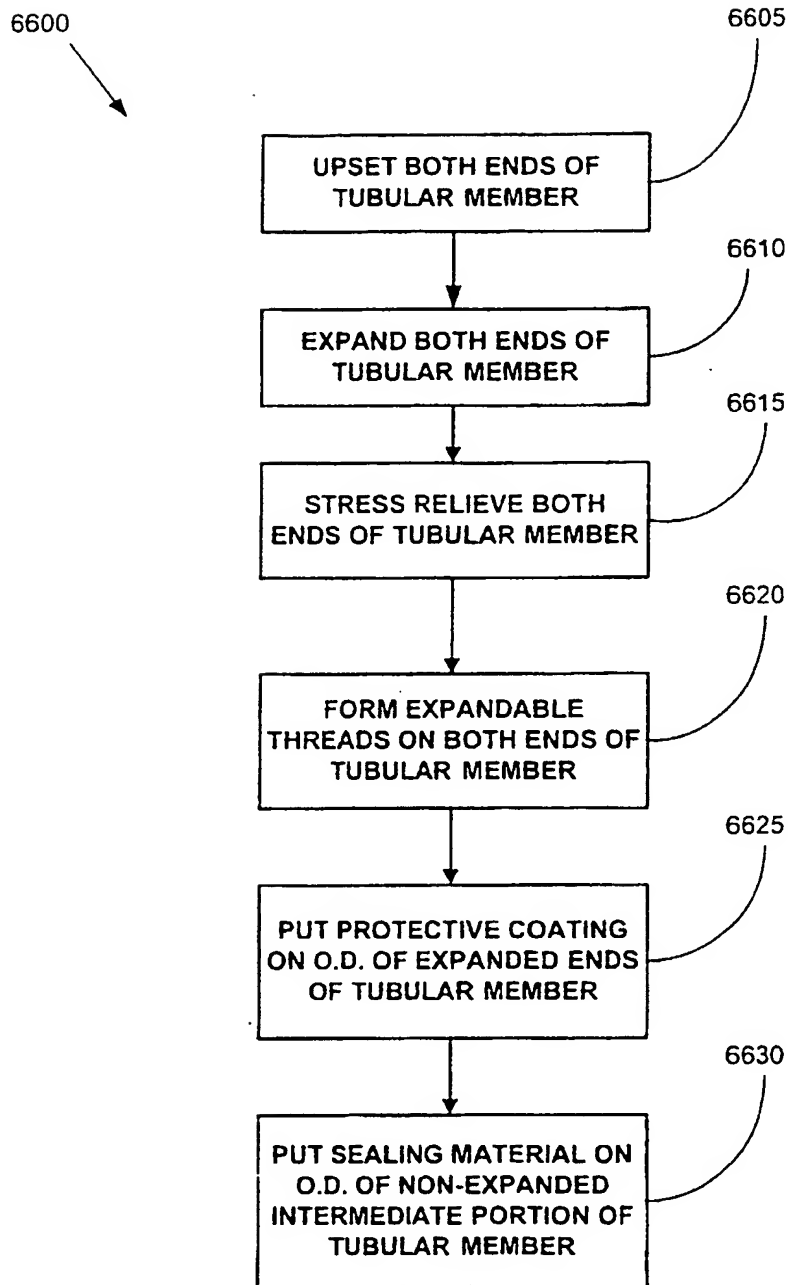 6600
6605
UPSET BOTH ENDS OF
TUBULAR MEMBER
6610
EXPAND BOTH ENDS OF
TUBULAR MEMBER
6615
STRESS RELIEVE BOTH
ENDS OF TUBULAR MEMBER
6620
FORM EXPANDABLE
THREADS ON BOTH ENDS OF
TUBULAR MEMBER
6625
PUT PROTECTIVE COATING
ON O.D. OF EXPANDED ENDS
OF TUBULAR MEMBER
6630
PUT SEALING MATERIAL ON
O.D. OF NON-EXPANDED
INTERMEDIATE PORTION OF
TUBULAR MEMBER